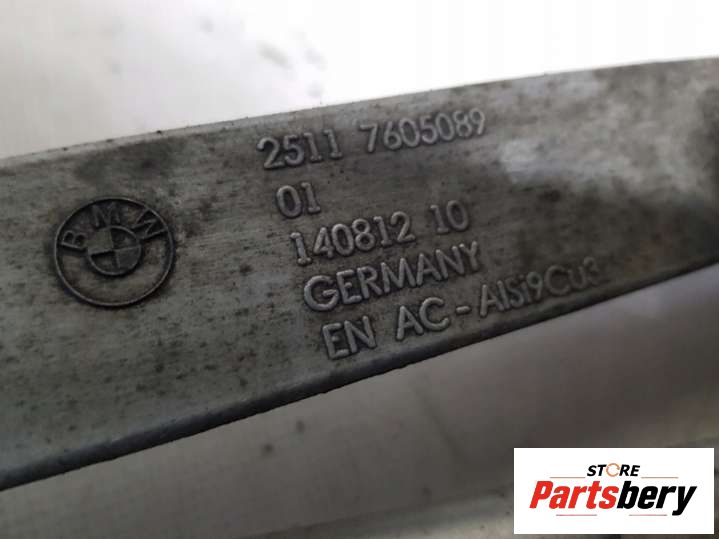 BMW
2511 7605089
01
140812 10
GERMANY
EN AC-AlSi9Cu3
STORE
Partsbery